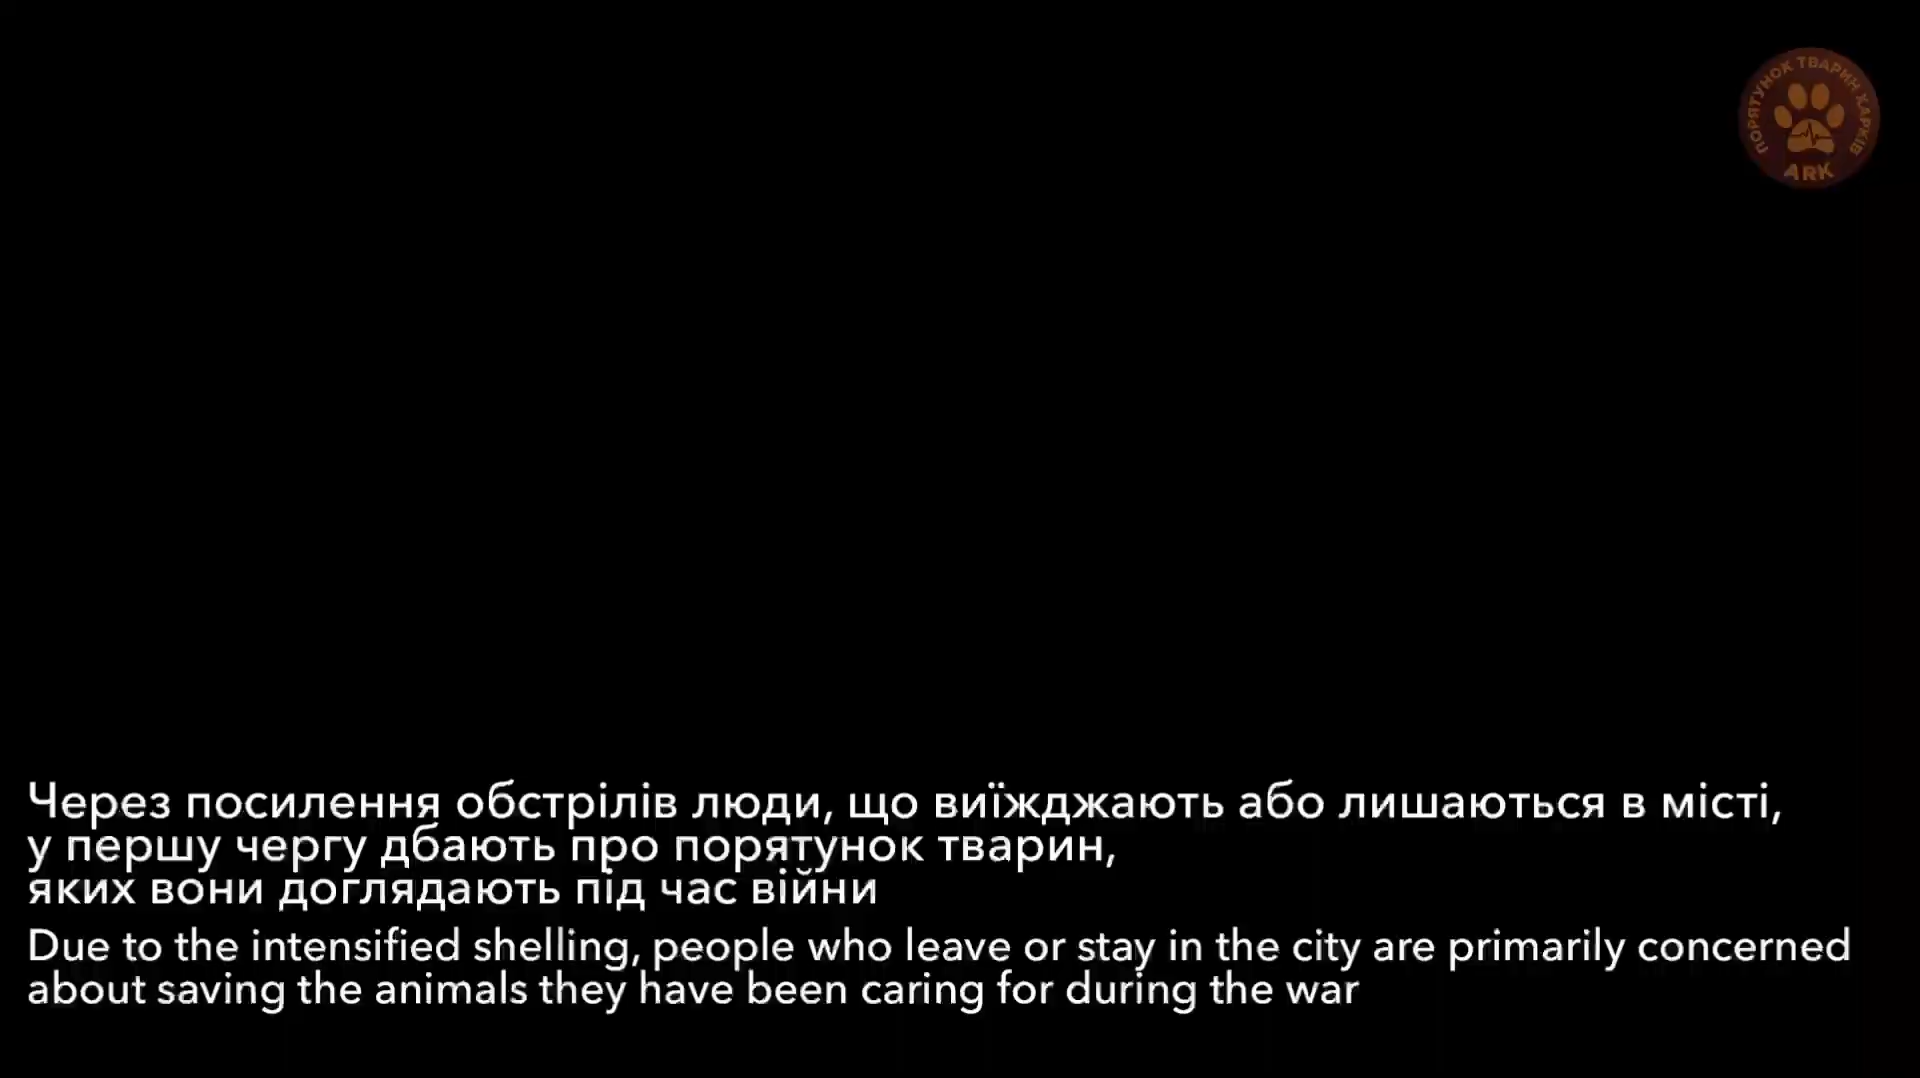 ПОРЯТУНОК ТВАРИН ХАРКІВ
ARK
Через посилення обстрілів люди, що виїжджають або лишаються в місті,
у першу чергу дбають про порятунок тварин,
яких вони доглядають під час війни
Due to the intensified shelling, people who leave or stay in the city are primarily concerned
about saving the animals they have been caring for during the war